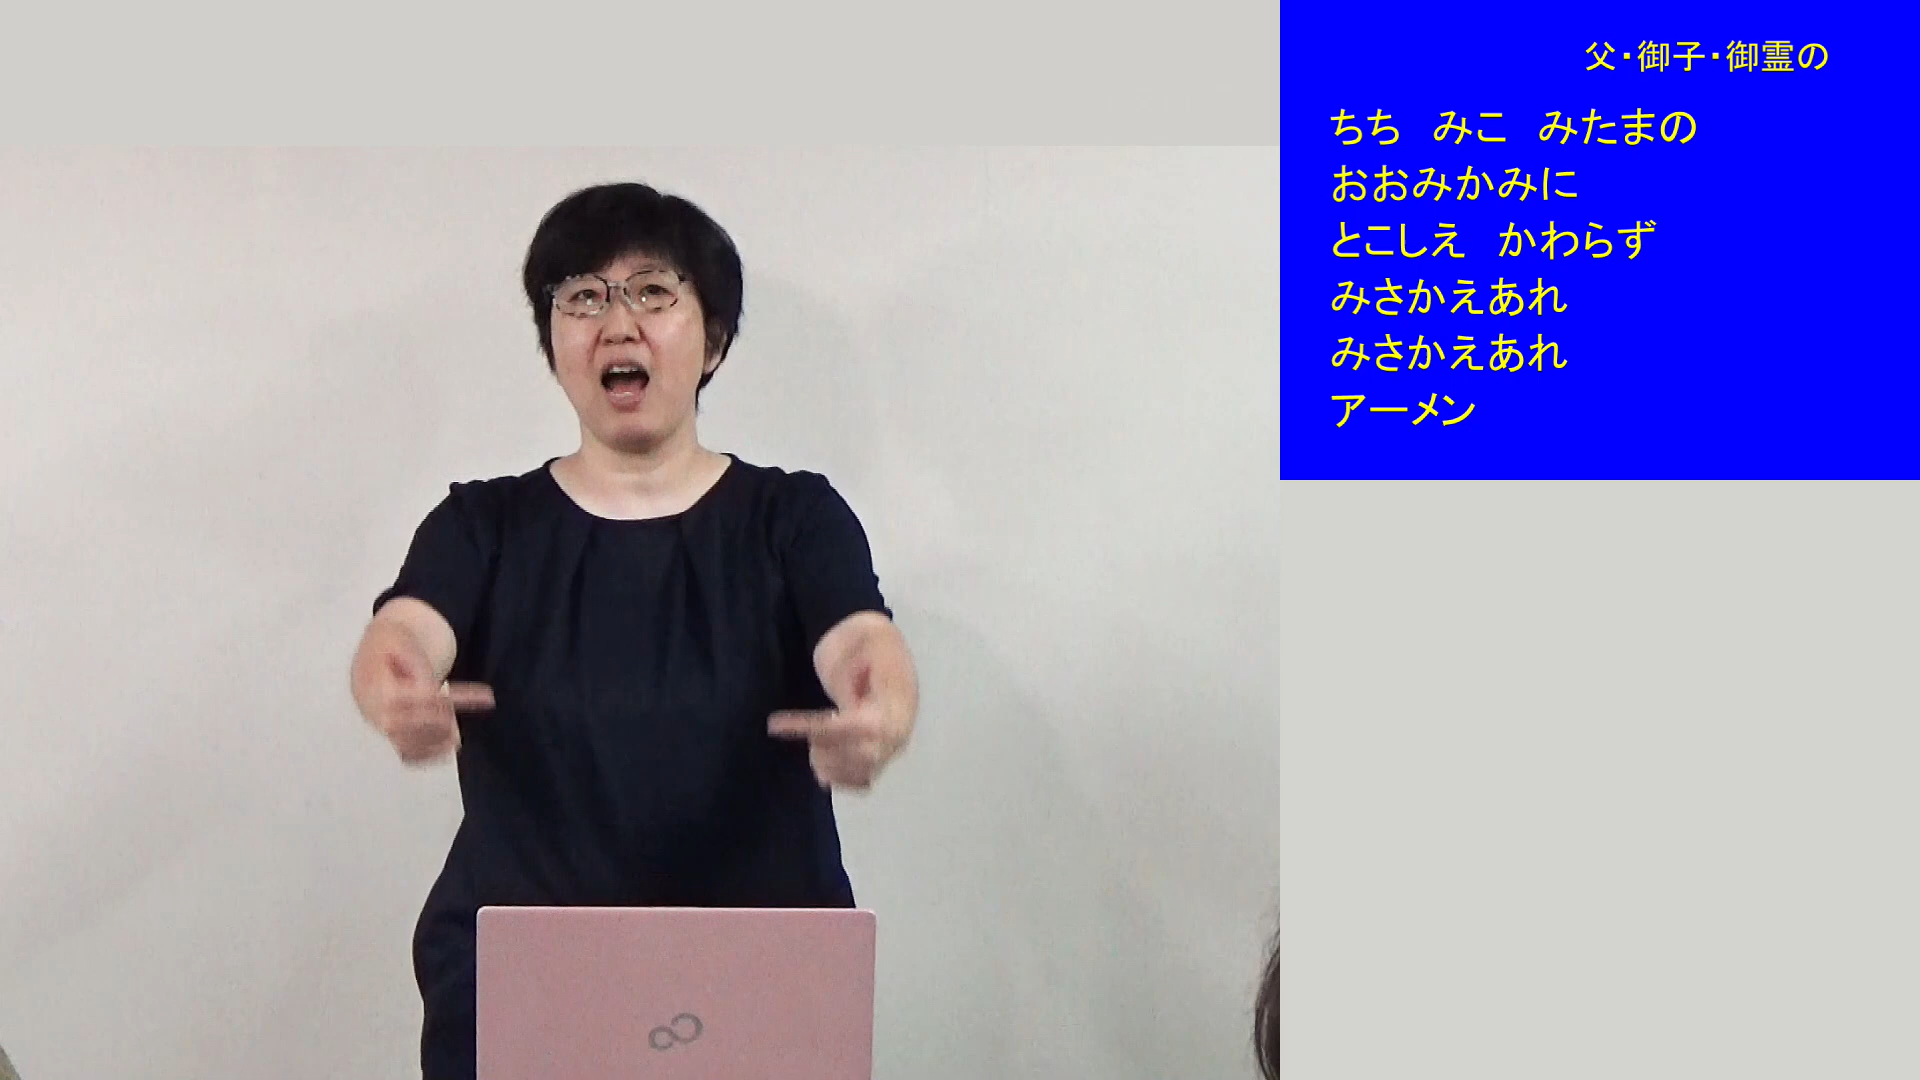 父・御子・御霊の
ちち　みこ　みたまの
おおみかみに
とこしえ　かわらず
みさかえあれ
みさかえあれ
アーメン